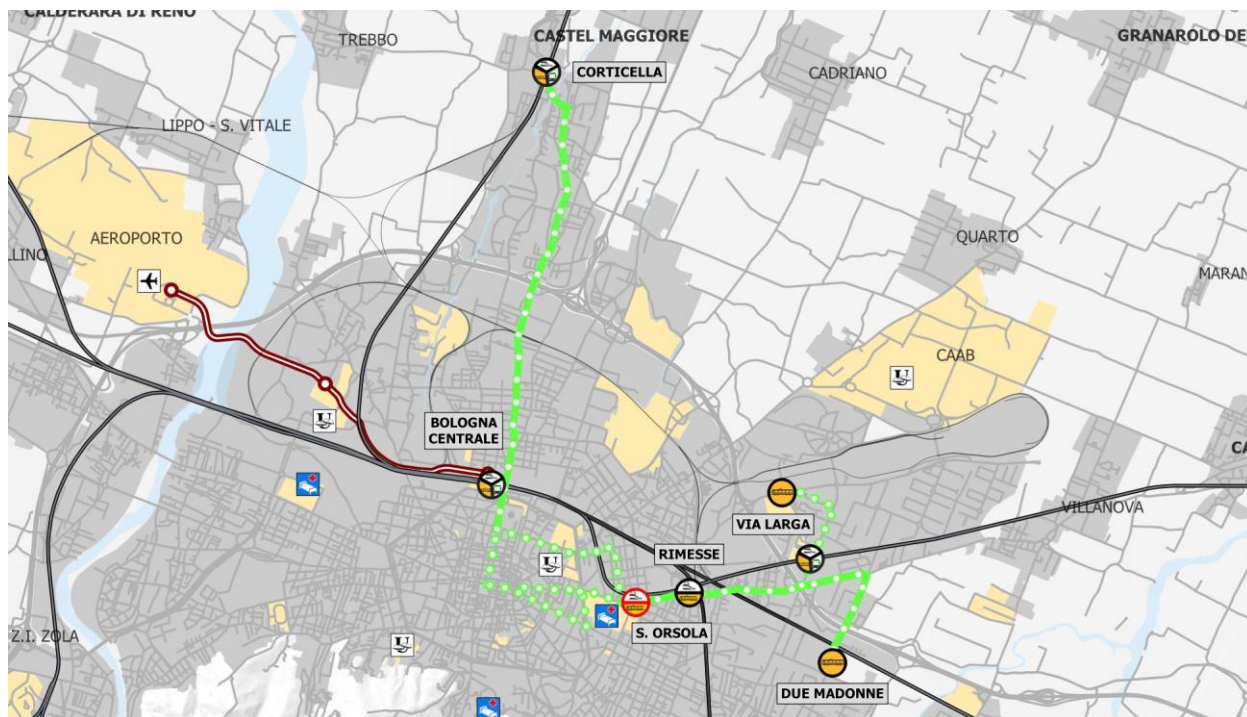 CALDERARA DI RENO
TREBBO
CASTEL MAGGIORE
GRANAROLO DE
CORTICELLA
CADRIANO
LIPPO - S. VITALE
AEROPORTO
QUARTO
LLINO
MARAN
CAAB
U
BOLOGNA
CENTRALE
U
CA
VIA LARGA
VILLANOVA
RIMESSE
U
S. ORSOLA
Z.I. ZOLA
U
DUE MADONNE